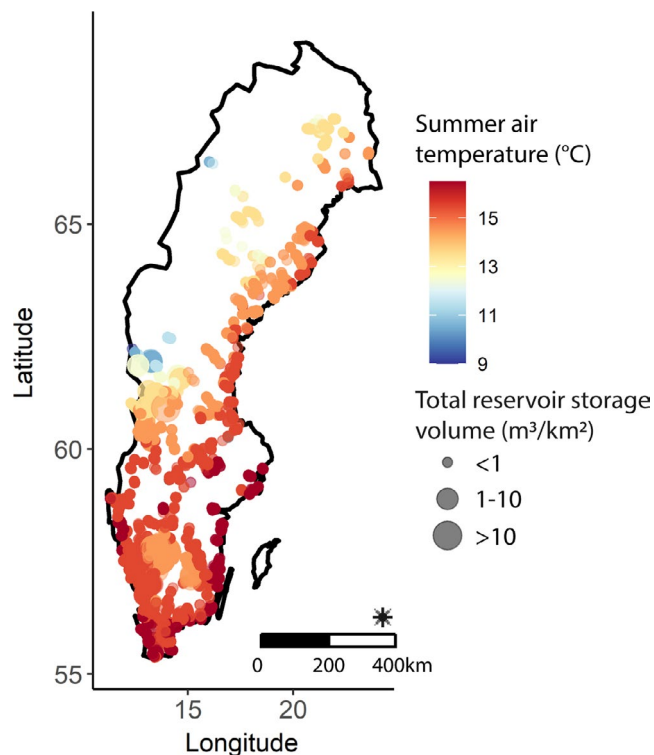 Summer air
temperature (°C)
15
13
11
9
Total reservoir storage
volume (m³/km²)
<1
1-10
>10
65
60
55
Latitude
0 200 400km
15 20
Longitude